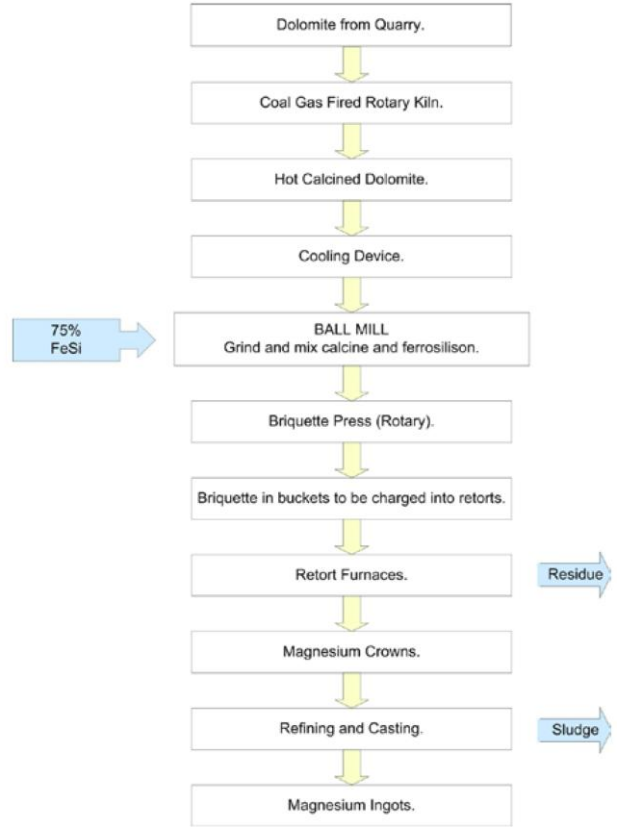 Dolomite from Quarry.
Coal Gas Fired Rotary Kiln.
Hot Calcined Dolomite.
Cooling Device.
75%
FeSi
BALL MILL
Grind and mix calcine and ferrosilison.
Briquette Press (Rotary).
Briquette in buckets to be charged into retorts.
Retort Furnaces.
Residue
Magnesium Crowns.
Refining and Casting.
Sludge
Magnesium Ingots.